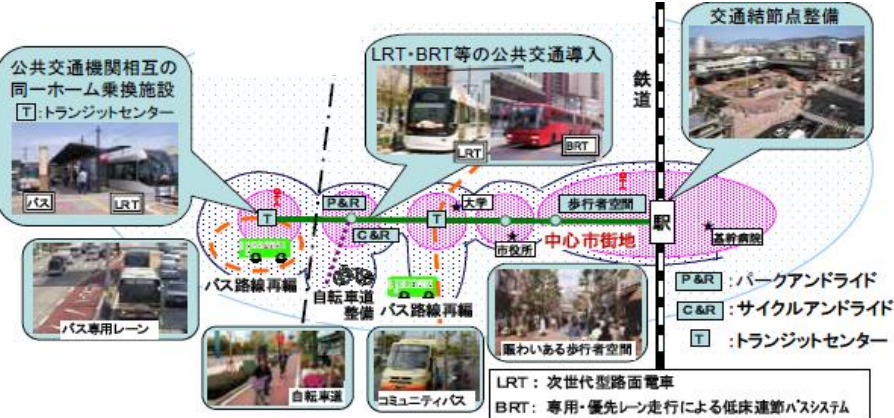 公共交通機関相互の
同一ホーム乗換施設
T:トランジットセンター
バス
LRT
LRT・BRT等の公共交通導入
LRT
BRT
鉄道
交通結節点整備
P&R
C&R
T
T
大学
市役所
歩行者空間
中心市街地
駅
基幹病院
バス路線再編
自転車道
整備
バス路線再編
バス専用レーン
自転車道
コミュニティバス
賑わいある歩行者空間
P&R:パークアンドライド
C&R:サイクルアンドライド
T:トランジットセンター
LRT：次世代型路面電車
BRT：専用・優先レーン走行による低床連節バスシステム